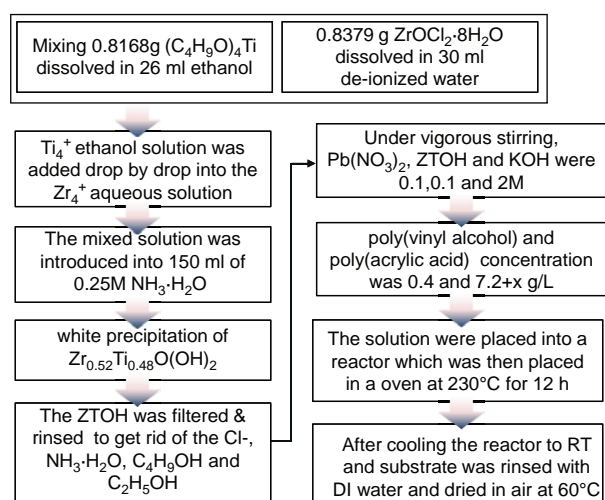 Mixing 0.8168g (C₄H₉O)₄Ti
dissolved in 26 ml ethanol
0.8379 g ZrOCl₂·8H₂O
dissolved in 30 ml
de-ionized water
Ti₄⁺ ethanol solution was
added drop by drop into the
Zr₄⁺ aqueous solution
The mixed solution was
introduced into 150 ml of
0.25M NH₃·H₂O
white precipitation of
Zr₀.₅₂Ti₀.₄₈O(OH)₂
The ZTOH was filtered &
rinsed to get rid of the Cl-,
NH₃·H₂O, C₄H₉OH and
C₂H₅OH
Under vigorous stirring,
Pb(NO₃)₂, ZTOH and KOH were
0.1,0.1 and 2M
poly(vinyl alcohol) and
poly(acrylic acid) concentration
was 0.4 and 7.2+x g/L
The solution were placed into a
reactor which was then placed
in a oven at 230°C for 12 h
After cooling the reactor to RT
and substrate was rinsed with
DI water and dried in air at 60°C